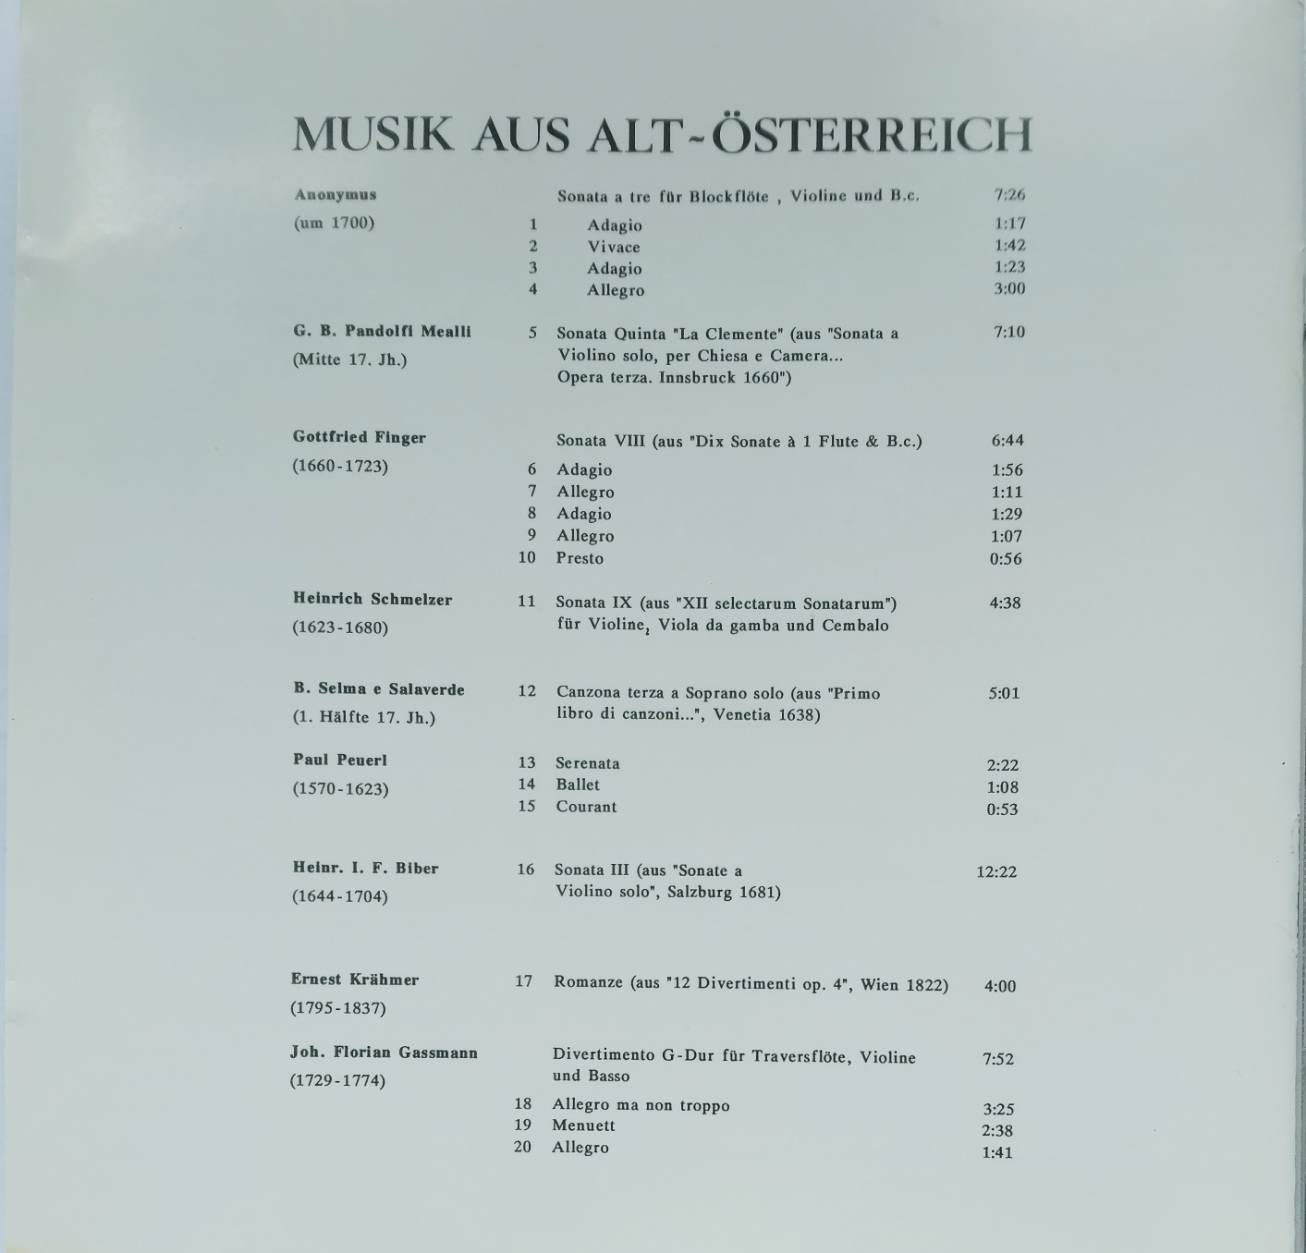 MUSIK AUS ALT-ÖSTERREICH
Anonymus Sonata a tre für Blockflöte , Violine und B.c. 7:26
(um 1700) 1 Adagio 1:17
2 Vivace 1:42
3 Adagio 1:23
4 Allegro 3:00
G. B. Pandolfi Mealli 5 Sonata Quinta "La Clemente" (aus "Sonata a 7:10
(Mitte 17. Jh.) Violino solo, per Chiesa e Camera...
Opera terza. Innsbruck 1660")
Gottfried Finger Sonata VIII (aus "Dix Sonate à 1 Flute & B.c.) 6:44
(1660-1723) 6 Adagio 1:56
7 Allegro 1:11
8 Adagio 1:29
9 Allegro 1:07
10 Presto 0:56
Heinrich Schmelzer 11 Sonata IX (aus "XII selectarum Sonatarum") 4:38
(1623-1680) für Violine, Viola da gamba und Cembalo
B. Selma e Salaverde 12 Canzona terza a Soprano solo (aus "Primo 5:01
(1. Hälfte 17. Jh.) libro di canzoni...", Venetia 1638)
Paul Peuerl 13 Serenata 2:22
(1570-1623) 14 Ballet 1:08
15 Courant 0:53
Heinr. I. F. Biber 16 Sonata III (aus "Sonate a 12:22
(1644-1704) Violino solo", Salzburg 1681)
Ernest Krähmer 17 Romanze (aus "12 Divertimenti op. 4", Wien 1822) 4:00
(1795-1837)
Joh. Florian Gassmann Divertimento G-Dur für Traversflöte, Violine 7:52
(1729-1774) und Basso
18 Allegro ma non troppo 3:25
19 Menuett 2:38
20 Allegro 1:41